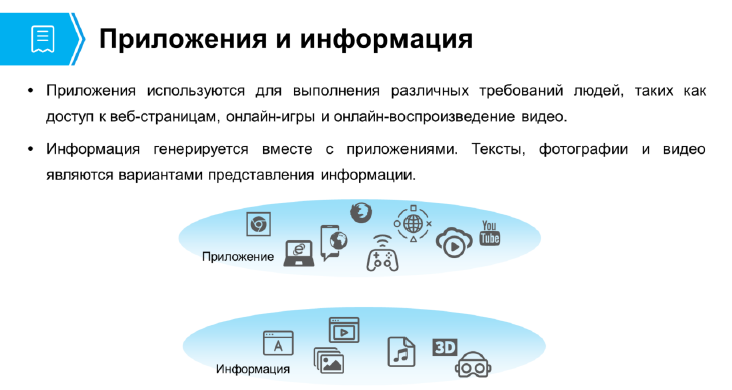 Приложения и информация
• Приложения используются для выполнения различных требований людей, таких как
доступ к веб-страницам, онлайн-игры и онлайн-воспроизведение видео.
• Информация генерируется вместе с приложениями. Тексты, фотографии и видео
являются вариантами представления информации.
You
Tube
e
Приложение
A
3D
Информация